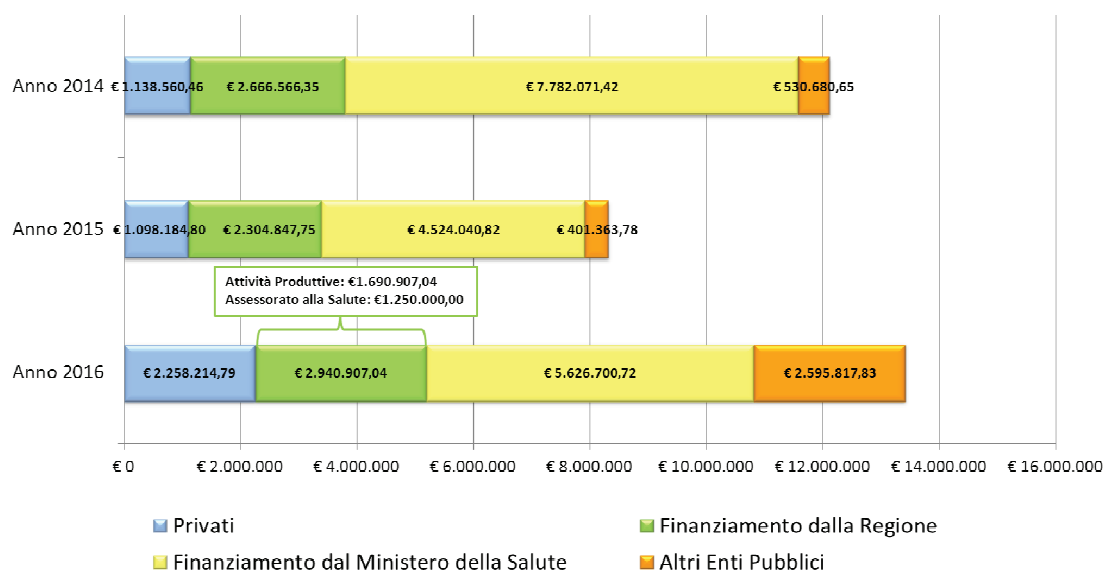 Anno 2014 € 1.138.560,46 € 2.666.566,35 € 7.782.071,42 € 530.680,65
Anno 2015 € 1.098.184,80 € 2.304.847,75 € 4.524.040,82 € 401.363,78
Attività Produttive: €1.690.907,04
Assessorato alla Salute: €1.250.000,00
Anno 2016 € 2.258.214,79 € 2.940.907,04 € 5.626.700,72 € 2.595.817,83
€ 0 € 2.000.000 € 4.000.000 € 6.000.000 € 8.000.000 € 10.000.000 € 12.000.000 € 14.000.000 € 16.000.000
Privati Finanziamento dalla Regione
Finanziamento dal Ministero della Salute Altri Enti Pubblici